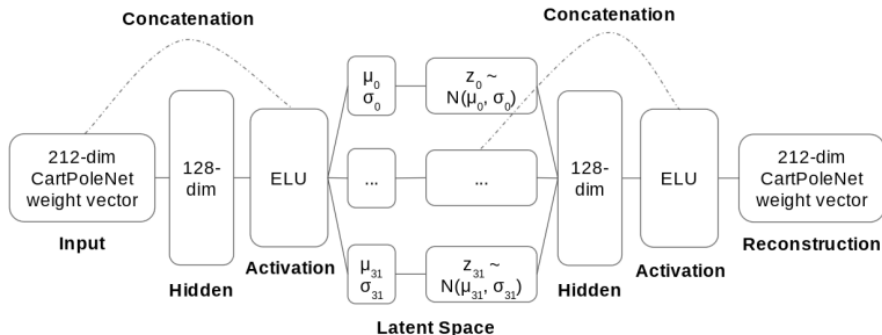 Concatenation
Concatenation
212-dim
CartPoleNet
weight vector
Input
128-
dim
Hidden
ELU
Activation
μ0
σ0
z0 ~
N(μ0, σ0)
...
...
μ31
σ31
z31 ~
N(μ31, σ31)
Latent Space
128-
dim
Hidden
ELU
Activation
212-dim
CartPoleNet
weight vector
Reconstruction